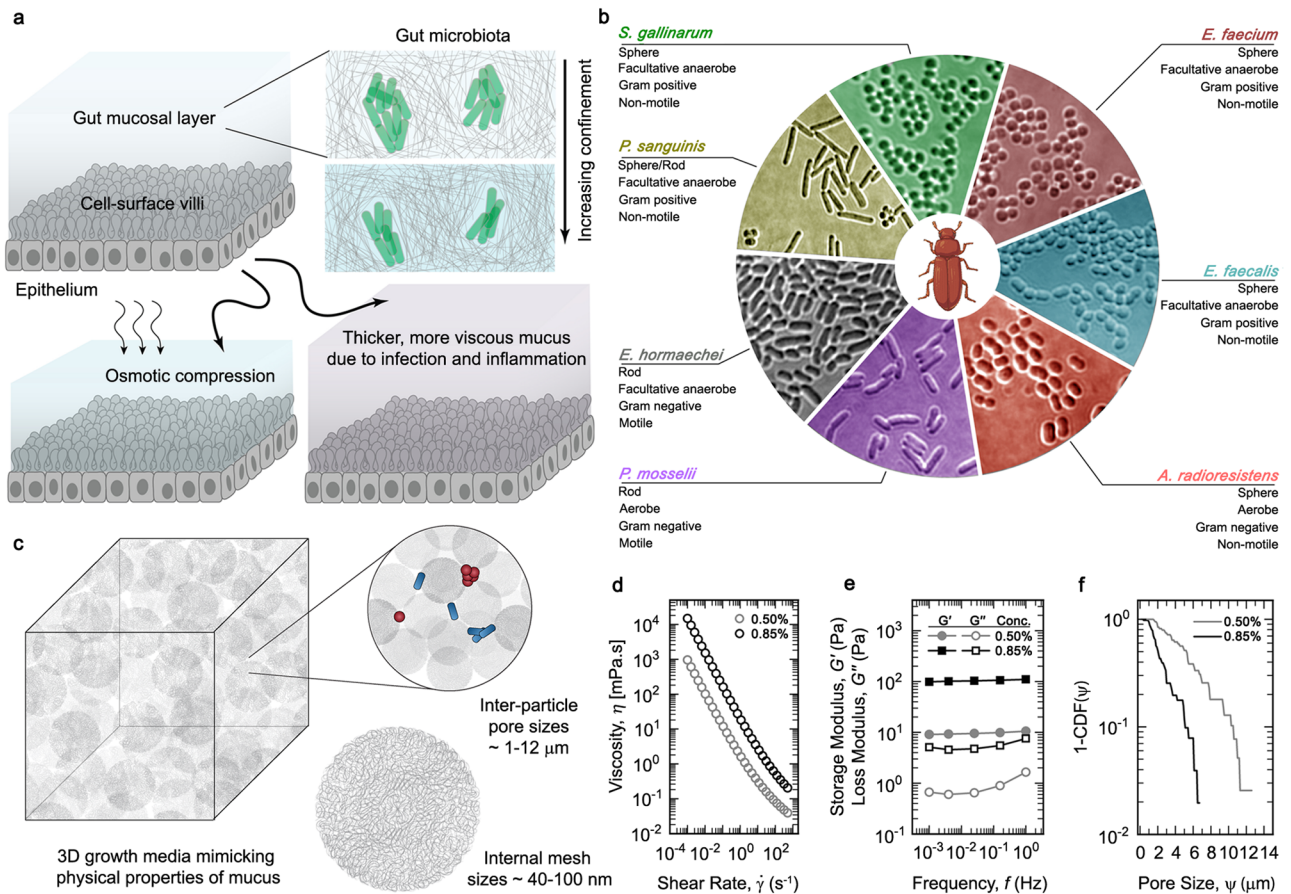 a
Gut microbiota
Gut mucosal layer
Cell-surface villi
Increasing confinement
Epithelium
Osmotic compression
Thicker, more viscous mucus
due to infection and inflammation
b
S. gallinarum
Sphere
Facultative anaerobe
Gram positive
Non-motile
P. sanguinis
Sphere/Rod
Facultative anaerobe
Gram positive
Non-motile
E. hormaechei
Rod
Facultative anaerobe
Gram negative
Motile
P. mosselii
Rod
Aerobe
Gram negative
Motile
E. faecium
Sphere
Facultative anaerobe
Gram positive
Non-motile
E. faecalis
Sphere
Facultative anaerobe
Gram positive
Non-motile
A. radioresistens
Sphere
Aerobe
Gram negative
Non-motile
c
Inter-particle
pore sizes
~ 1-12 μm
3D growth media mimicking
physical properties of mucus
Internal mesh
sizes ~ 40-100 nm
d
Viscosity, η [mPa.s]
10⁴
10³
10²
10¹
10⁰
10⁻¹
10⁻²
0.50%
0.85%
10⁻⁴ 10⁻² 10⁰ 10²
Shear Rate, γ̇ (s⁻¹)
e
Storage Modulus, G′ (Pa)
Loss Modulus, G″ (Pa)
10³
10²
10¹
10⁰
10⁻¹
G′ G″ Conc.
0.50%
0.85%
10⁻³ 10⁻² 10⁻¹ 10⁰
Frequency, f (Hz)
f
1-CDF(ψ)
10⁰
10⁻¹
10⁻²
0.50%
0.85%
0 2 4 6 8 10 12 14
Pore Size, ψ (μm)